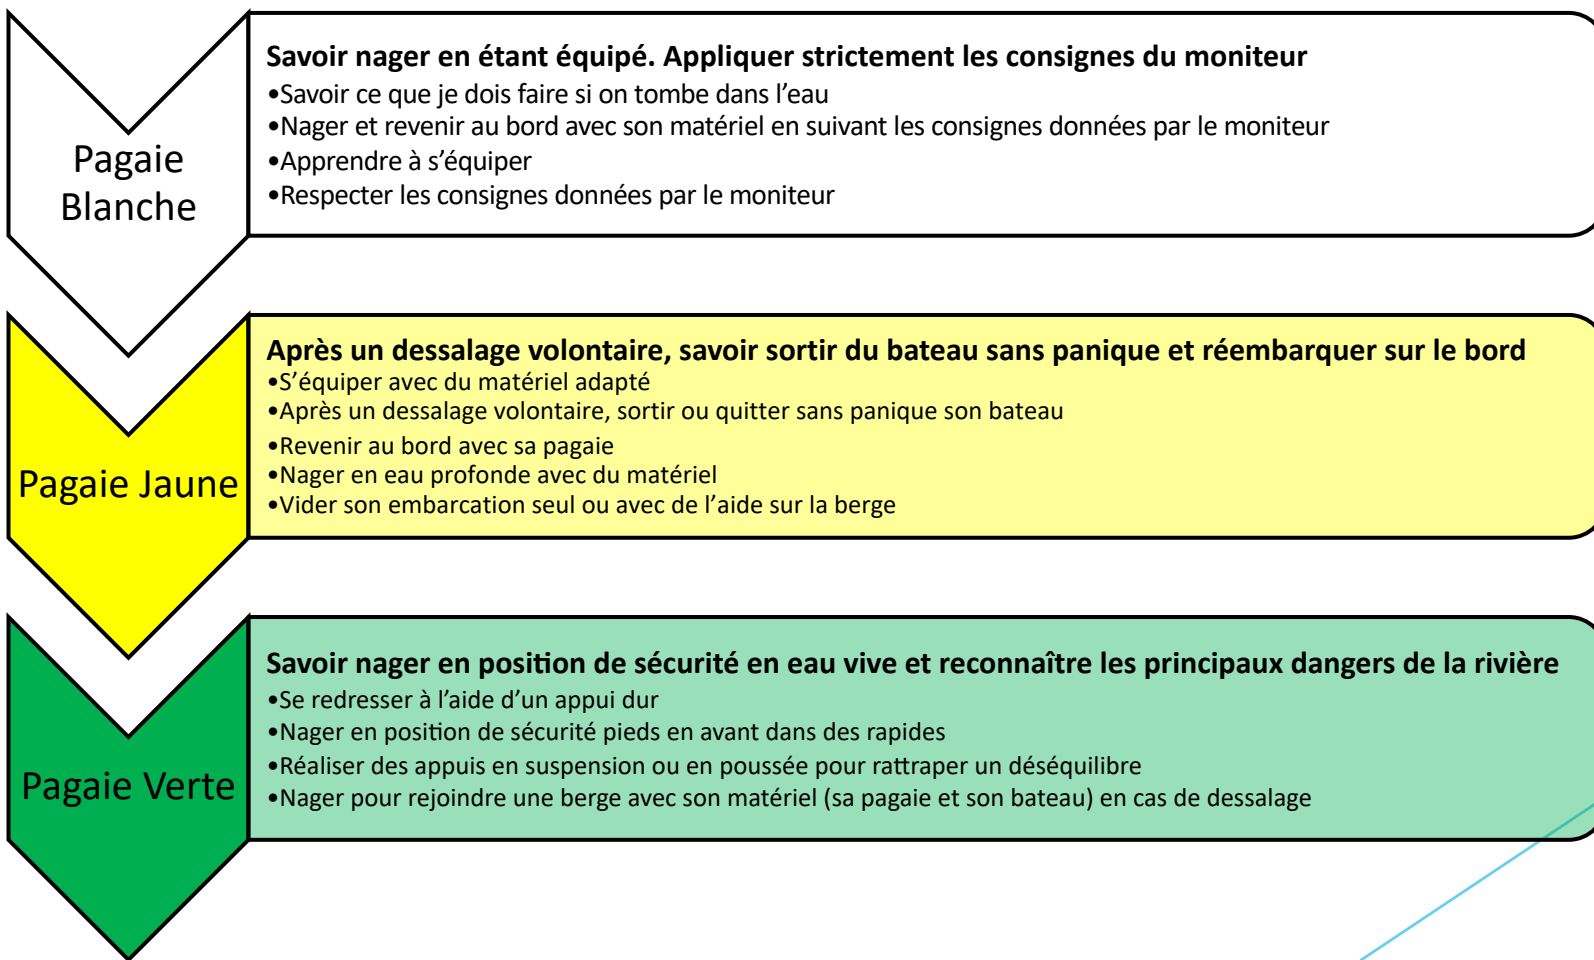 Pagaie
Blanche
Savoir nager en étant équipé. Appliquer strictement les consignes du moniteur
•Savoir ce que je dois faire si on tombe dans l’eau
•Nager et revenir au bord avec son matériel en suivant les consignes données par le moniteur
•Apprendre à s’équiper
•Respecter les consignes données par le moniteur
Pagaie Jaune
Après un dessalage volontaire, savoir sortir du bateau sans panique et réembarquer sur le bord
•S’équiper avec du matériel adapté
•Après un dessalage volontaire, sortir ou quitter sans panique son bateau
•Revenir au bord avec sa pagaie
•Nager en eau profonde avec du matériel
•Vider son embarcation seul ou avec de l’aide sur la berge
Pagaie Verte
Savoir nager en position de sécurité en eau vive et reconnaître les principaux dangers de la rivière
•Se redresser à l’aide d’un appui dur
•Nager en position de sécurité pieds en avant dans des rapides
•Réaliser des appuis en suspension ou en poussée pour rattraper un déséquilibre
•Nager pour rejoindre une berge avec son matériel (sa pagaie et son bateau) en cas de dessalage